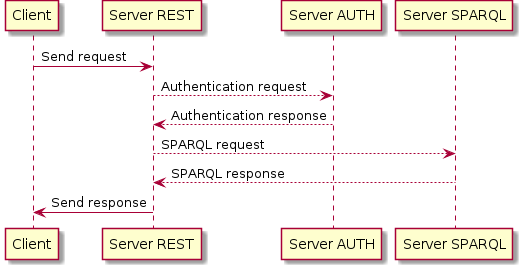 Client Server REST Server AUTH Server SPARQL
Send request
Authentication request
Authentication response
SPARQL request
SPARQL response
Send response
Client Server REST Server AUTH Server SPARQL